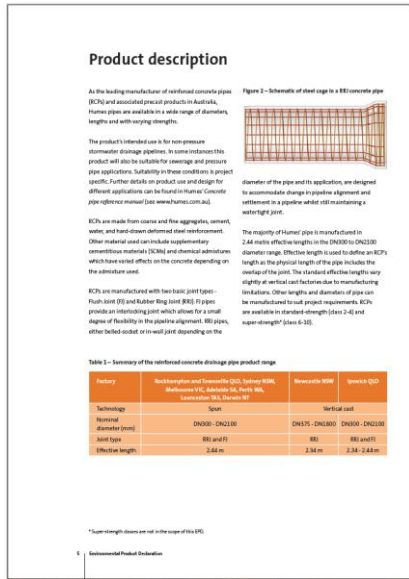 Product description
As the leading manufacturer of reinforced concrete pipes
(RCPs) and associated precast products in Australia,
Humes pipes are available in a wide range of diameters,
lengths and with varying strengths.
The product's intended use is for non-pressure
stormwater drainage pipelines. In some instances this
product will also be suitable for sewerage and pressure
pipe applications. Suitability in these conditions is project
specific. Further details on product use and design for
different applications can be found in Humes' Concrete
pipe reference manual (see www.humes.com.au).
RCPs are made from coarse and fine aggregates, cement,
water, and hard-drawn deformed steel reinforcement.
Other material used can include supplementary
cementitious materials (SCMs) and chemical admixtures
which have varied effects on the concrete depending on
the admixture used.
RCPs are manufactured with two basic joint types -
Flush Joint (FJ) and Rubber Ring Joint (RRJ). FJ pipes
provide an interlocking joint which allows for a small
degree of flexibility in the pipeline alignment. RRJ pipes,
either belled-socket or in-wall joint depending on the
Figure 2 – Schematic of steel cage in a RRJ concrete pipe
diameter of the pipe and its application, are designed
to accommodate change in pipeline alignment and
settlement in a pipeline whilst still maintaining a
watertight joint.
The majority of Humes' pipe is manufactured in
2.44 metre effective lengths in the DN300 to DN2100
diameter range. Effective length is used to define an RCP's
length as the physical length of the pipe includes the
overlap of the joint. The standard effective lengths vary
slightly at vertical cast factories due to manufacturing
limitations. Other lengths and diameters of pipe can
be manufactured to suit project requirements. RCPs
are available in standard-strength (class 2-4) and
super-strength* (class 6-10).
Table 1 – Summary of the reinforced concrete drainage pipe product range
Factory Rockhampton and Townsville QLD, Sydney NSW, Melbourne VIC, Adelaide SA, Perth WA, Launceston TAS, Darwin NT Newcastle NSW Ipswich QLD
Technology Spun Vertical cast
Nominal diameter (mm) DN300 - DN2100 DN375 - DN1800 DN300 - DN2100
Joint type RRJ and FJ RRJ RRJ and FJ
Effective length 2.44 m 2.34 m 2.34 - 2.44 m
* Super-strength classes are not in the scope of this EPD.
5 Environmental Product Declaration